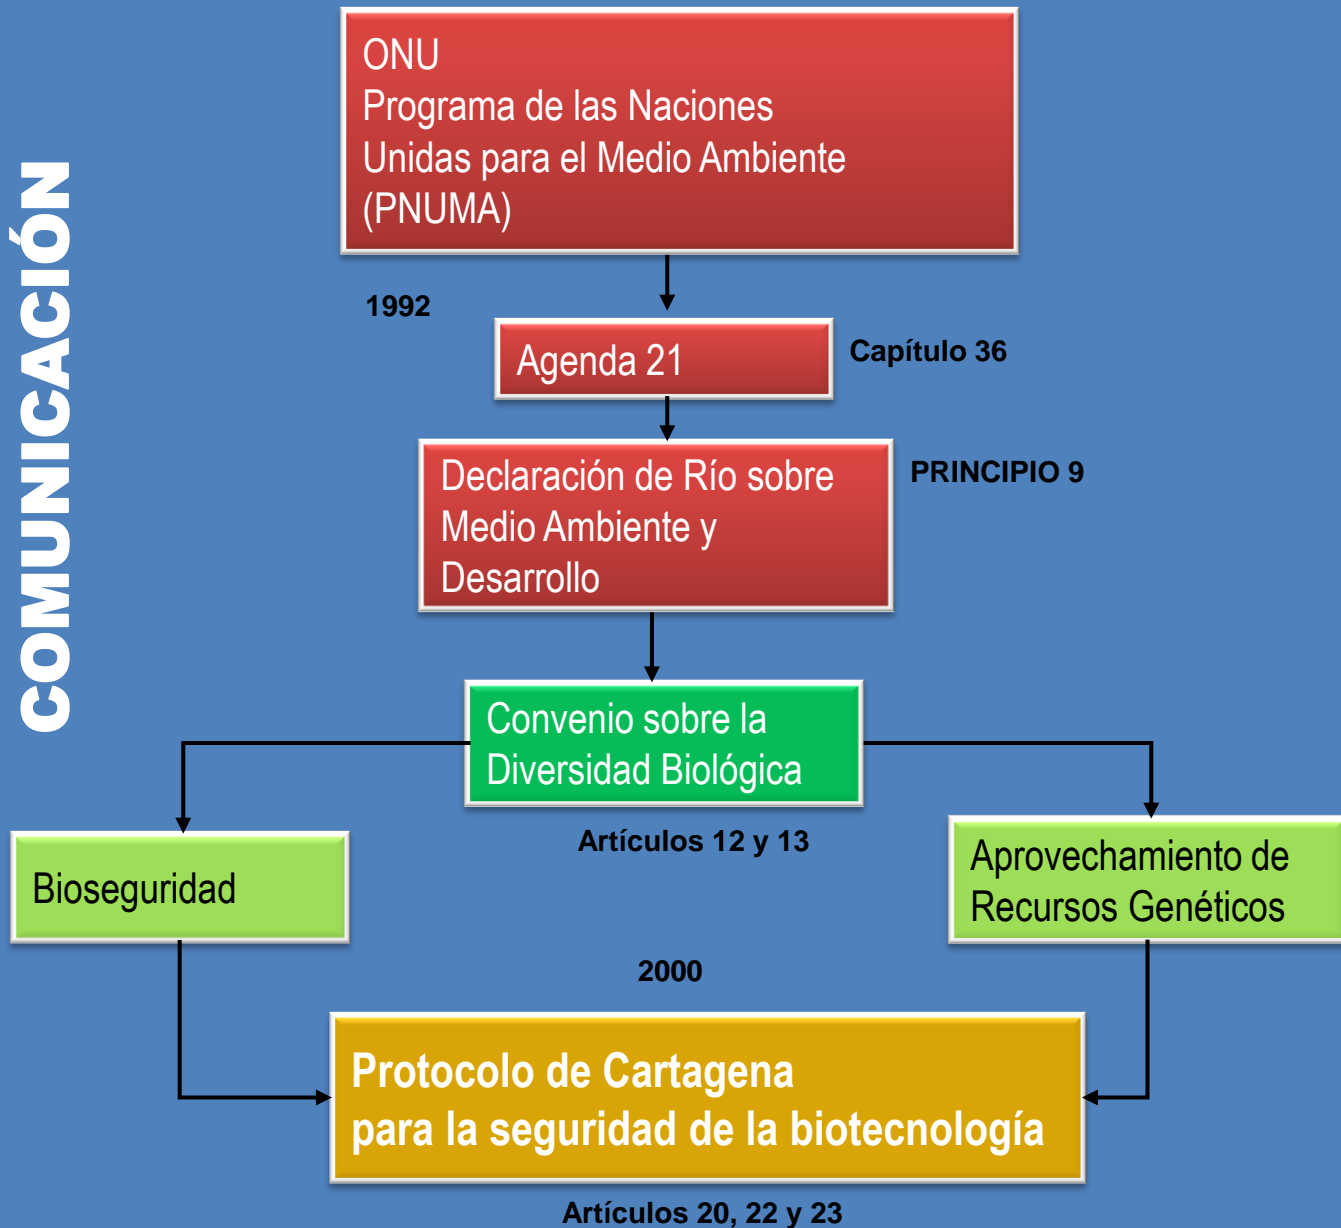 COMUNICACIÓN
ONU
Programa de las Naciones
Unidas para el Medio Ambiente
(PNUMA)
1992
Agenda 21
Capítulo 36
Declaración de Río sobre
Medio Ambiente y
Desarrollo
PRINCIPIO 9
Convenio sobre la
Diversidad Biológica
Artículos 12 y 13
Bioseguridad
Aprovechamiento de
Recursos Genéticos
2000
Protocolo de Cartagena
para la seguridad de la biotecnología
Artículos 20, 22 y 23